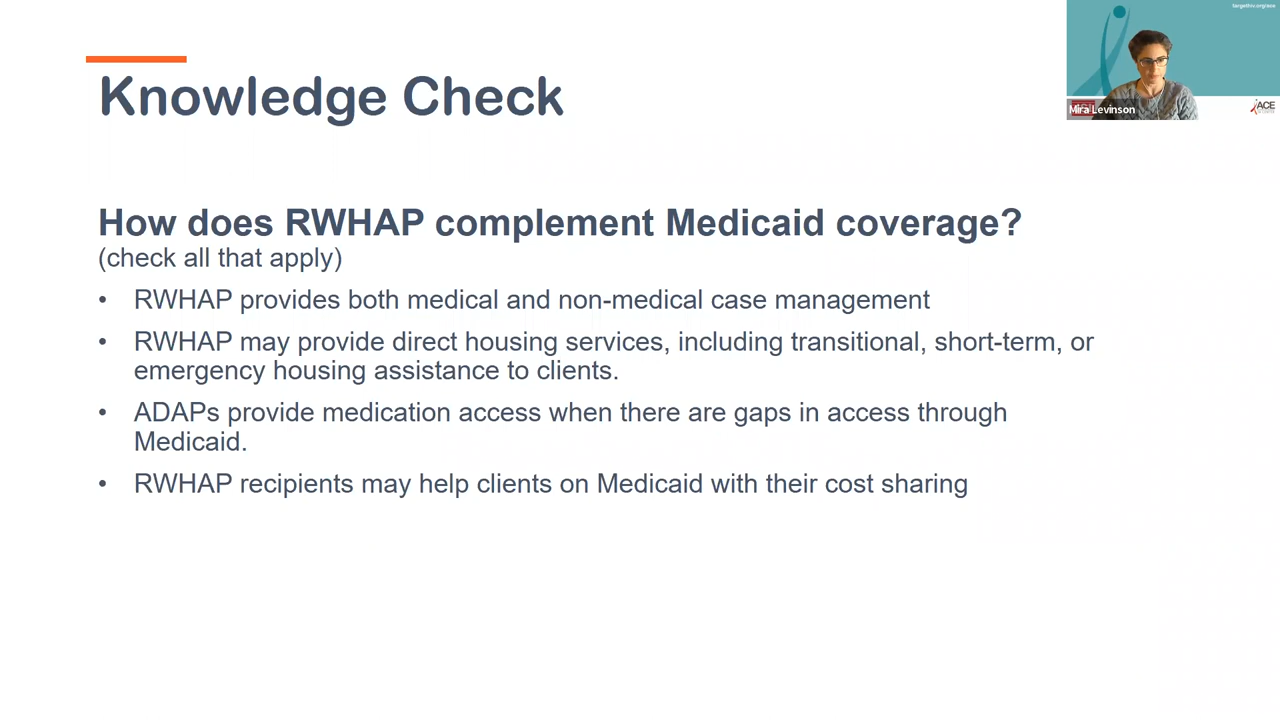 targethiv.org/ace
Mira Levinson
ACE
Knowledge Check
How does RWHAP complement Medicaid coverage?
(check all that apply)
• RWHAP provides both medical and non-medical case management
• RWHAP may provide direct housing services, including transitional, short-term, or
emergency housing assistance to clients.
• ADAPs provide medication access when there are gaps in access through
Medicaid.
• RWHAP recipients may help clients on Medicaid with their cost sharing